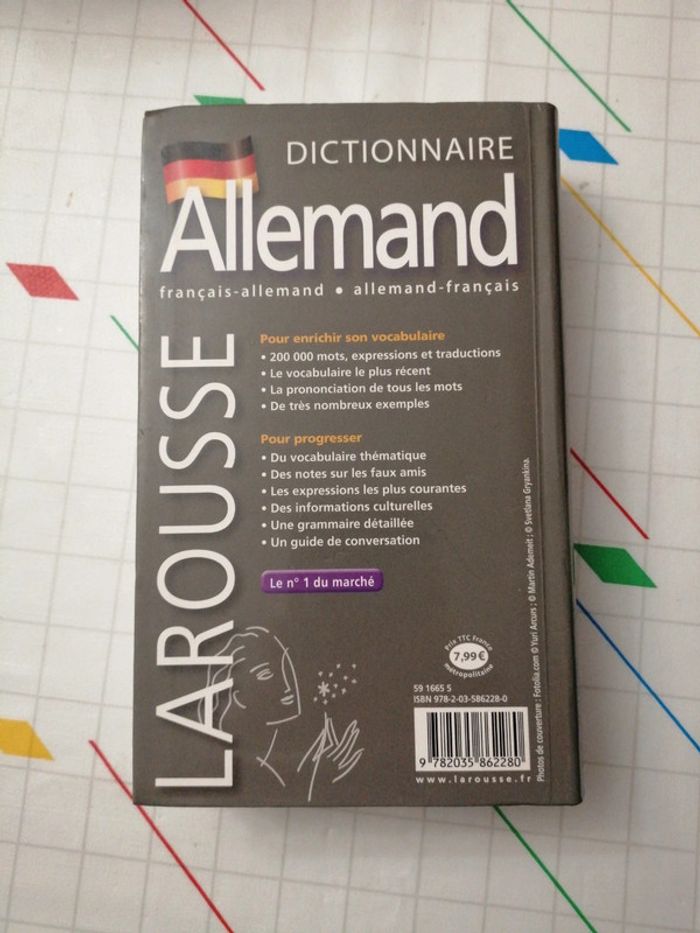 DICTIONNAIRE
Allemand
français-allemand • allemand-français
LAROUSSE
Pour enrichir son vocabulaire
• 200 000 mots, expressions et traductions
• Le vocabulaire le plus récent
• La prononciation de tous les mots
• De très nombreux exemples
Pour progresser
• Du vocabulaire thématique
• Des notes sur les faux amis
• Les expressions les plus courantes
• Des informations culturelles
• Une grammaire détaillée
• Un guide de conversation
Le n° 1 du marché
Prix TTC France
7,99 €
métropolitaine
59 1665 5
ISBN 978-2-03-586228-0
9 782035 862280
www.larousse.fr
Photos de couverture : Fotolia.com © Yuri Arcurs ; © Martin Ademeit ; © Svetlana Gryankina.